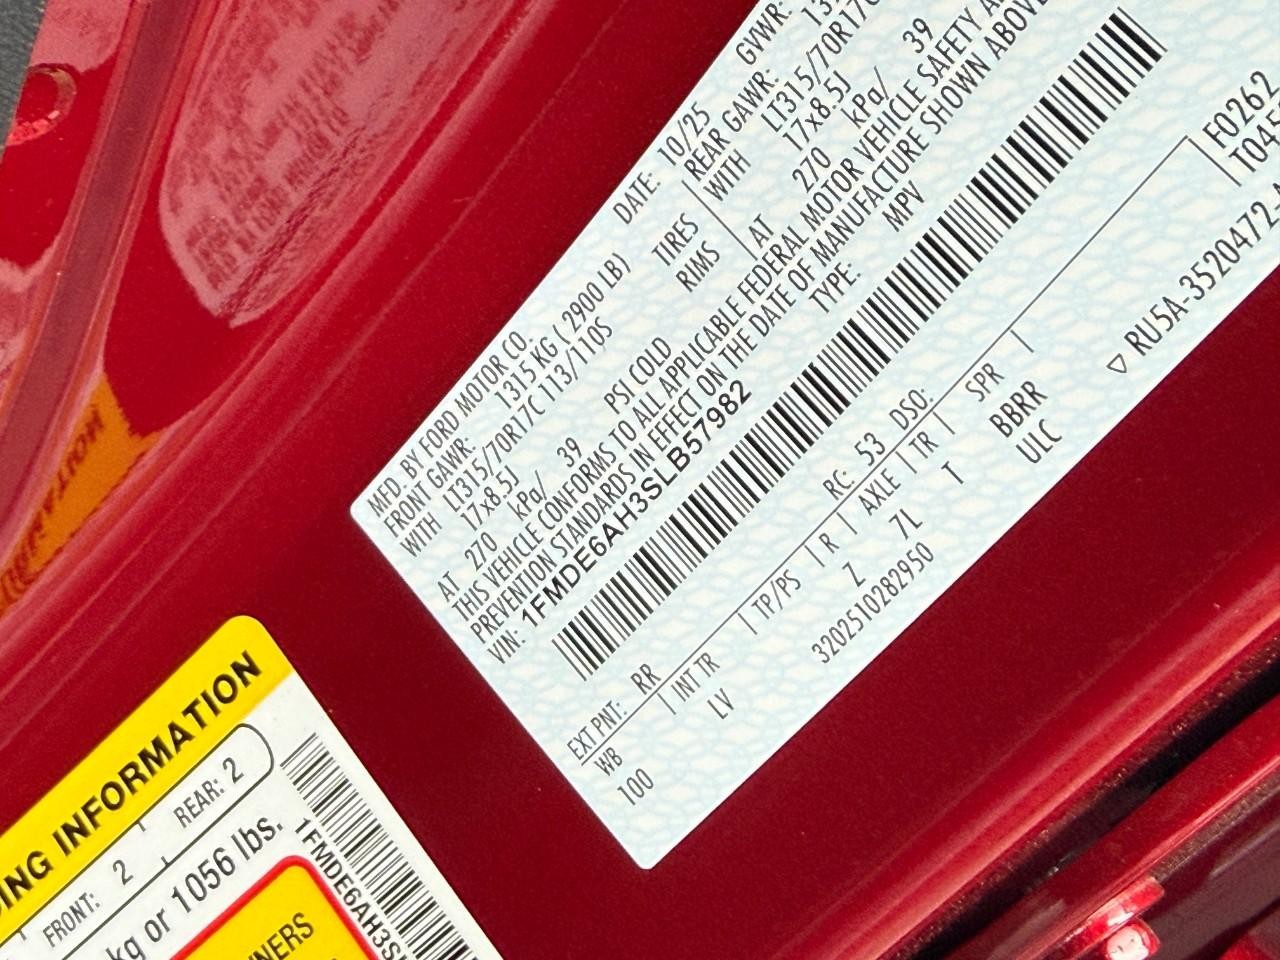 MFD. BY FORD MOTOR CO.
DATE: 10/25
GVWR:
FRONT GAWR: 1315 KG ( 2900 LB)
REAR GAWR:
WITH LT315/70R17C 113/110S TIRES
WITH LT315/70R17C
17x8.5J RIMS
17x8.5J
AT 270 kPa/ 39 PSI COLD
AT 270 kPa/ 39
THIS VEHICLE CONFORMS TO ALL APPLICABLE FEDERAL MOTOR VEHICLE SAFETY
PREVENTION STANDARDS IN EFFECT ON THE DATE OF MANUFACTURE SHOWN ABOVE
VIN: 1FMDE6AH3SLB57982
TYPE: MPV
EXT PNT: RR RC: 53 DSO:
F0262
WB INT TR TP/PS R AXLE TR SPR
100 LV Z 7L T BBRR
ULC
3202510282950
▽ RU5A-3520472-
INFORMATION
FRONT: 2 REAR: 2
kg or 1056 lbs.
1FMDE6AH3S